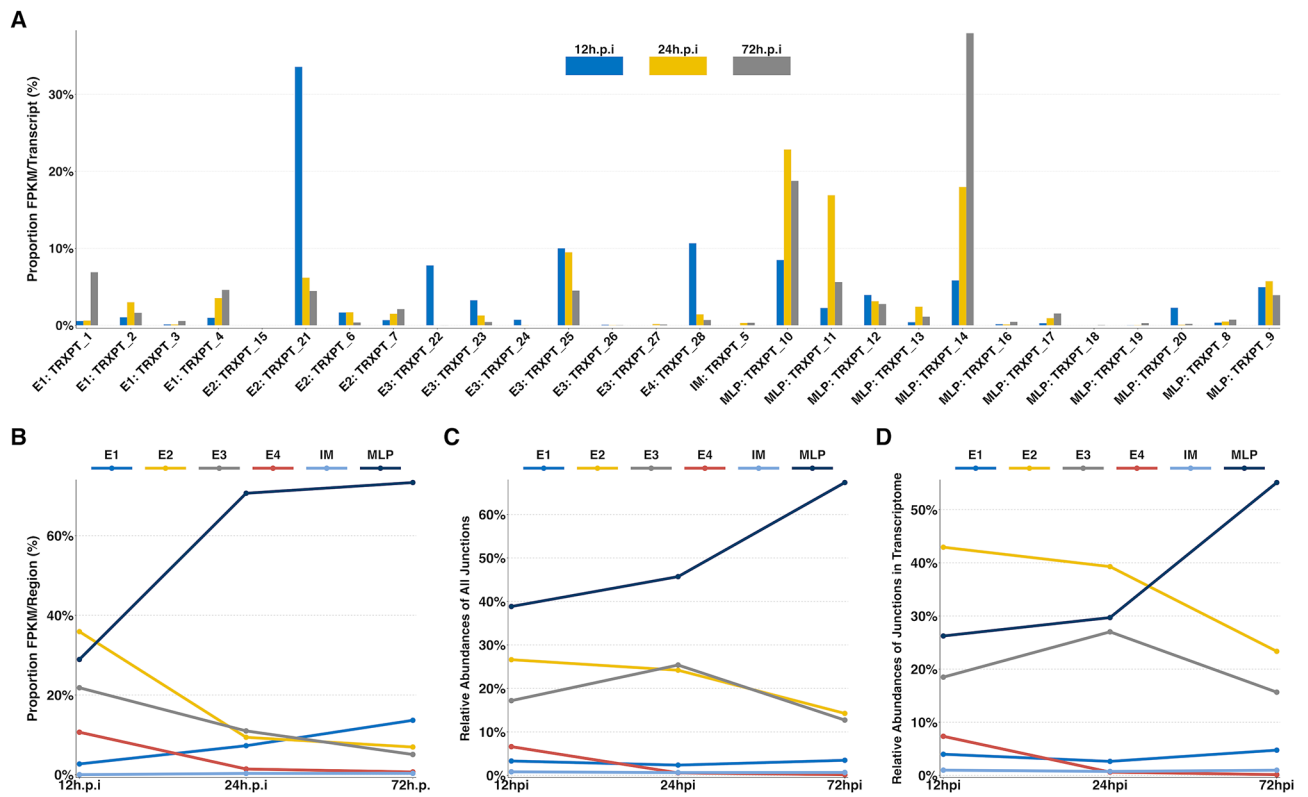 A
Proportion FPKM/Transcript (%)
12h.p.i 24h.p.i 72h.p.i
30%
20%
10%
0%
E1: TRXPT_1 E1: TRXPT_2 E1: TRXPT_3 E1: TRXPT_4 E2: TRXPT_15 E2: TRXPT_21 E2: TRXPT_6 E2: TRXPT_7 E3: TRXPT_22 E3: TRXPT_23 E3: TRXPT_24 E3: TRXPT_25 E3: TRXPT_26 E3: TRXPT_27 E4: TRXPT_28 IM: TRXPT_5 MLP: TRXPT_10 MLP: TRXPT_11 MLP: TRXPT_12 MLP: TRXPT_13 MLP: TRXPT_14 MLP: TRXPT_16 MLP: TRXPT_17 MLP: TRXPT_18 MLP: TRXPT_19 MLP: TRXPT_20 MLP: TRXPT_8 MLP: TRXPT_9
B
E1 E2 E3 E4 IM MLP
Proportion FPKM/Region (%)
60%
40%
20%
0%
12h.p.i 24h.p.i 72h.p.
C
E1 E2 E3 E4 IM MLP
Relative Abundances of All Junctions
60%
50%
40%
30%
20%
10%
0%
12hpi 24hpi 72hpi
D
E1 E2 E3 E4 IM MLP
Relative Abundances of Junctions in Transcriptome
50%
40%
30%
20%
10%
0%
12hpi 24hpi 72hpi